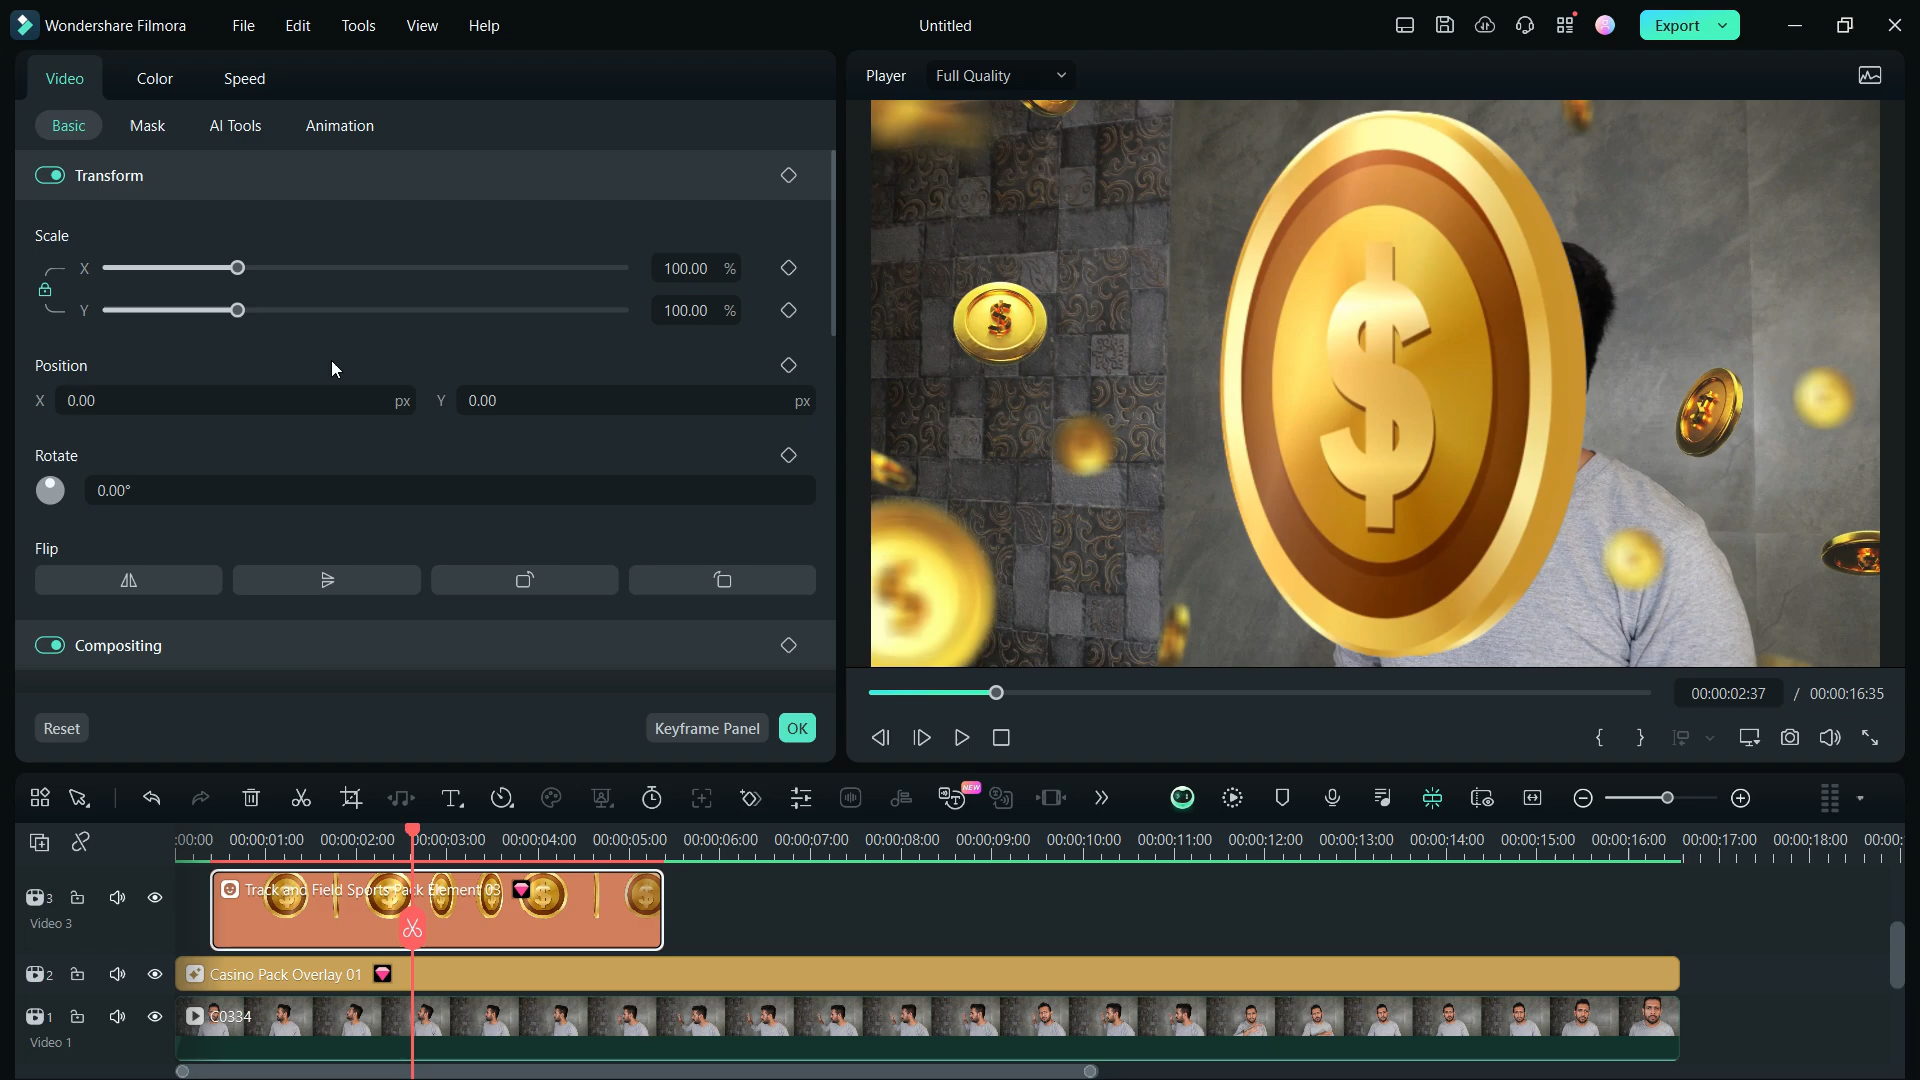 Wondershare Filmora
File
Edit
Tools
View
Help
Untitled
Export
Video
Color
Speed
Player
Full Quality
Basic
Mask
AI Tools
Animation
Transform
Scale
X
100.00 %
Y
100.00 %
Position
X 0.00 px
Y 0.00 px
Rotate
0.00°
Flip
Compositing
Reset
Keyframe Panel
OK
00:00:02:37 / 00:00:16:35
NEW
:00:00 00:00:01:00 00:00:02:00 00:00:03:00 00:00:04:00 00:00:05:00 00:00:06:00 00:00:07:00 00:00:08:00 00:00:09:00 00:00:10:00 00:00:11:00 00:00:12:00 00:00:13:00 00:00:14:00 00:00:15:00 00:00:16:00 00:00:17:00 00:00:18:00 00:00:
3
Track and Field Sports Pack Element 03
Video 3
2
Casino Pack Overlay 01
1
C0334
Video 1